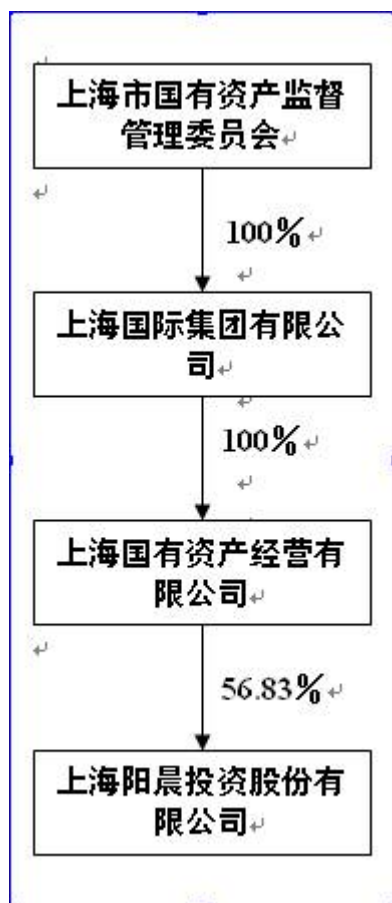 上海市国有资产监督
管理委员会
100%
上海国际集团有限公
司
100%
上海国有资产经营有
限公司
56.83%
上海阳晨投资股份有
限公司